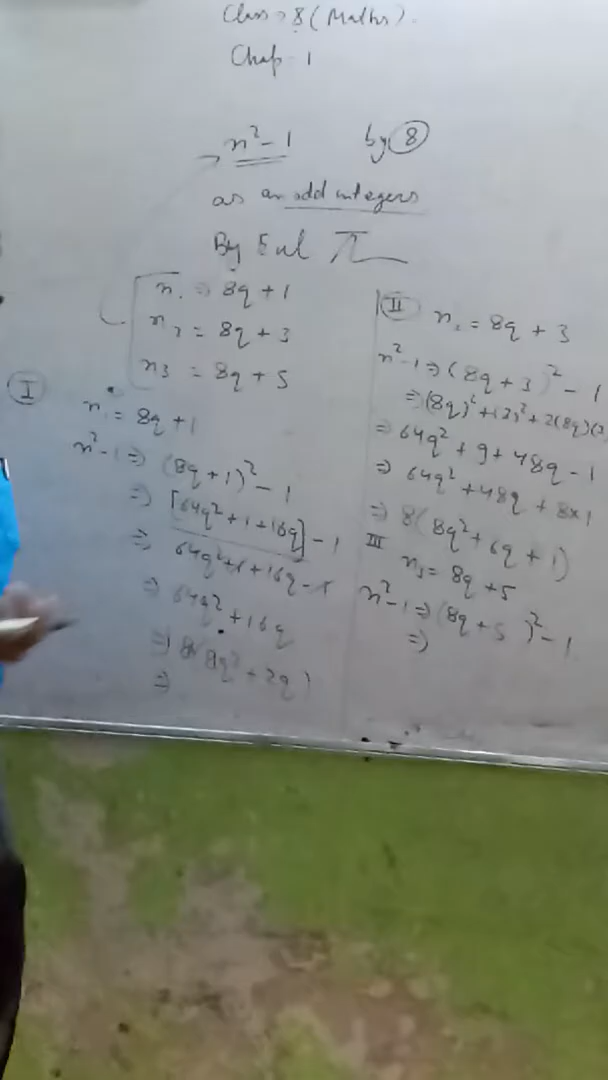 Class → 8 (Maths).
Chap - 1
n² - 1 by 8
as an odd integers
By Eul
n₁ ⇒ 8q + 1
n₂ = 8q + 3
n₃ = 8q + 5
I
n₁ = 8q + 1
n² - 1 ⇒ (8q + 1)² - 1
⇒ [64q² + 1 + 16q] - 1
⇒ 64q² + 1 + 16q - 1
⇒ 64q² + 16q
⇒ 8(8q² + 2q)
⇒
II n₂ = 8q + 3
n² - 1 ⇒ (8q + 3)² - 1
⇒ (8q)² + (3)² + 2(8q)(3
⇒ 64q² + 9 + 48q - 1
⇒ 64q² + 48q + 8×1
⇒ 8(8q² + 6q + 1)
III n₃ = 8q + 5
n² - 1 ⇒ (8q + 5)² - 1
⇒